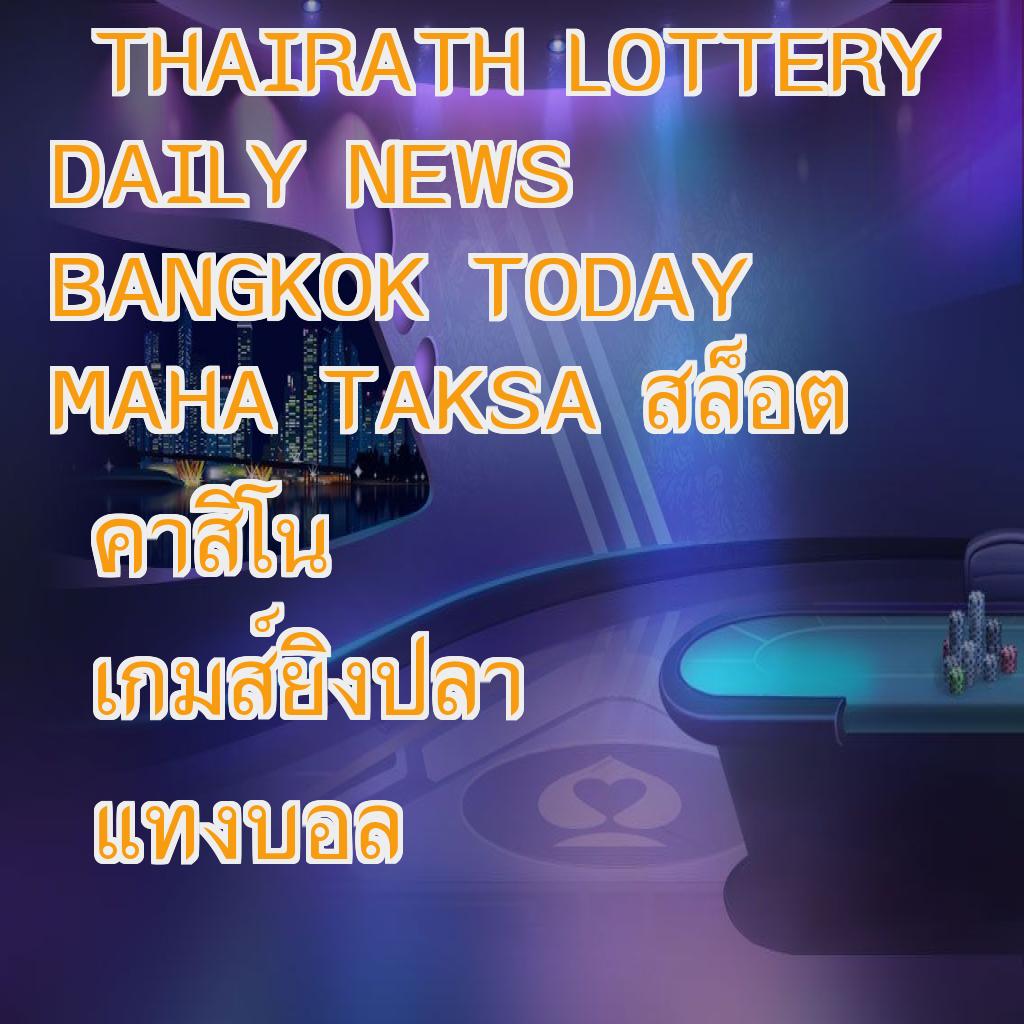 THAIRATH LOTTERY
DAILY NEWS
BANGKOK TODAY
MAHA TAKSA สล็อต
คาสิโน
เกมส์ยิงปลา
แทงบอล